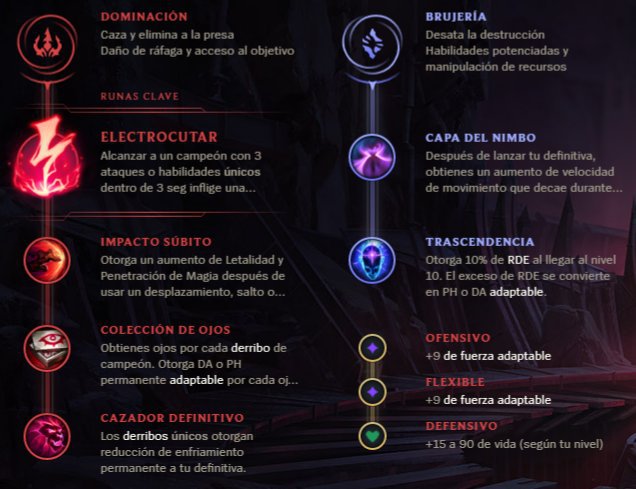 DOMINACIÓN
Caza y elimina a la presa
Daño de ráfaga y acceso al objetivo
RUNAS CLAVE
ELECTROCUTAR
Alcanzar a un campeón con 3
ataques o habilidades únicos
dentro de 3 seg inflige una...
IMPACTO SÚBITO
Otorga un aumento de Letalidad y
Penetración de Magia después de
usar un desplazamiento, salto o...
COLECCIÓN DE OJOS
Obtienes ojos por cada derribo de
campeón. Otorga DA o PH
permanente adaptable por cada oj...
CAZADOR DEFINITIVO
Los derribos únicos otorgan
reducción de enfriamiento
permanente a tu definitiva.
BRUJERÍA
Desata la destrucción
Habilidades potenciadas y
manipulación de recursos
CAPA DEL NIMBO
Después de lanzar tu definitiva,
obtienes un aumento de velocidad
de movimiento que decae durante...
TRASCENDENCIA
Otorga 10% de RDE al llegar al nivel
10. El exceso de RDE se convierte
en PH o DA adaptable.
OFENSIVO
+9 de fuerza adaptable
FLEXIBLE
+9 de fuerza adaptable
DEFENSIVO
+15 a 90 de vida (según tu nivel)